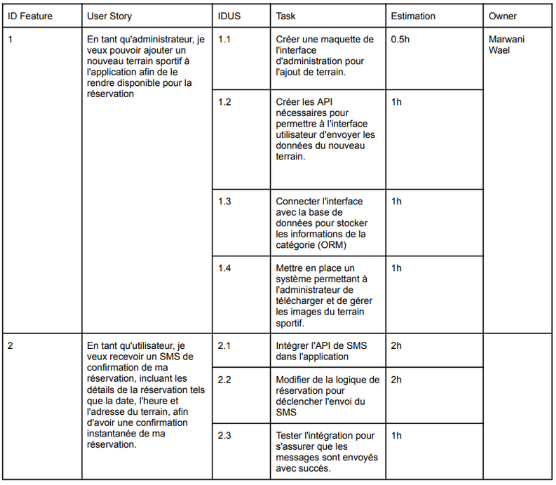 ID Feature
User Story
IDUS
Task
Estimation
Owner
1
En tant qu'administrateur, je
veux pouvoir ajouter un
nouveau terrain sportif à
l'application afin de le
rendre disponible pour la
réservation
1.1
Créer une maquette de
l'interface
d'administration pour
l'ajout de terrain.
0.5h
Marwani
Wael
1.2
Créer les API
nécessaires pour
permettre à l'interface
utilisateur d'envoyer les
données du nouveau
terrain.
1h
1.3
Connecter l'interface
avec la base de
données pour stocker
les informations de la
catégorie (ORM)
1h
1.4
Mettre en place un
système permettant à
l'administrateur de
télécharger et de gérer
les images du terrain
sportif.
1h
2
En tant qu'utilisateur, je
veux recevoir un SMS de
confirmation de ma
réservation, incluant les
détails de la réservation tels
que la date, l'heure et
l'adresse du terrain, afin
d'avoir une confirmation
instantanée de ma
réservation.
2.1
Intégrer l'API de SMS
dans l'application
2h
2.2
Modifier de la logique de
réservation pour
déclencher l'envoi du
SMS
2h
2.3
Tester l'intégration pour
s'assurer que les
messages sont envoyés
avec succès.
1h